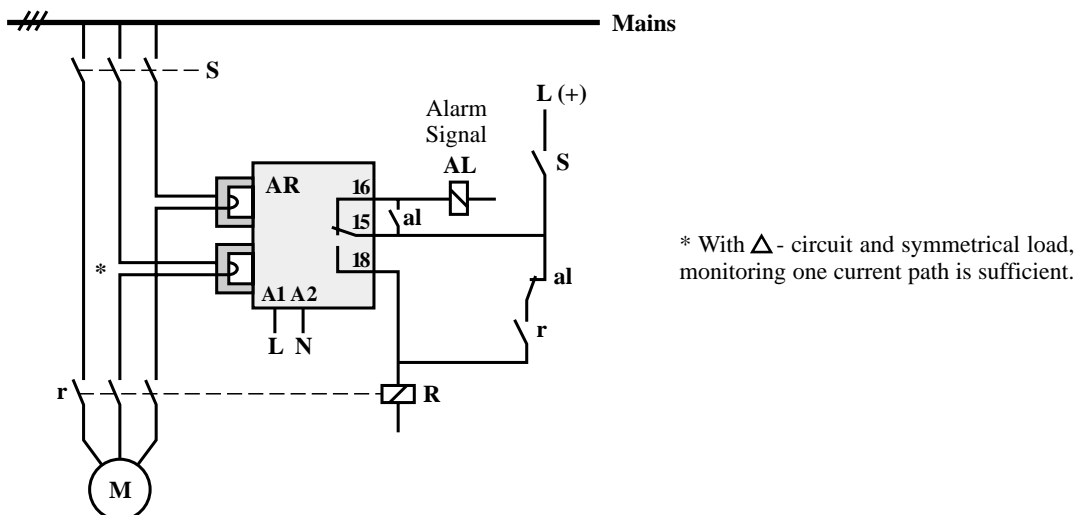 Mains
S
L (+)
Alarm
Signal
AL
S
AR
16
al
15
18
* With Δ - circuit and symmetrical load,
monitoring one current path is sufficient.
*
al
A1 A2
r
L N
r
R
M